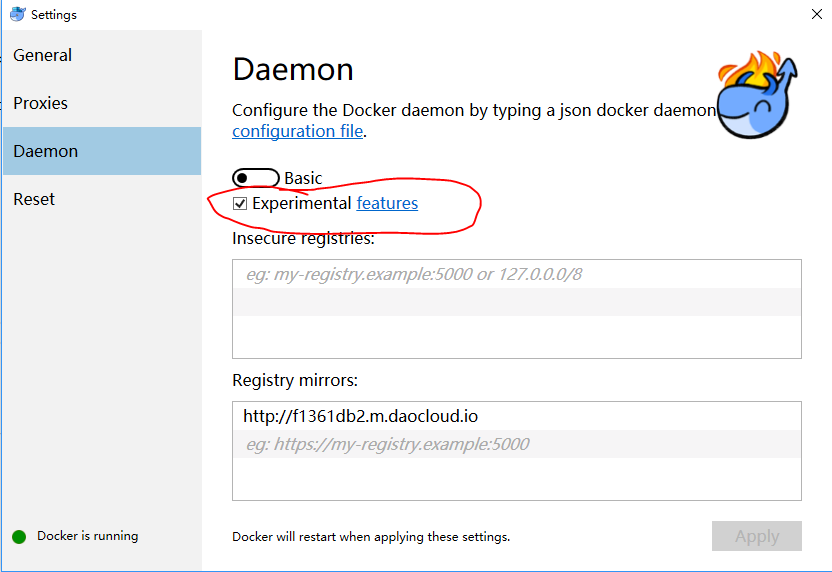 Settings
General
Proxies
Daemon
Reset
Docker is running
Daemon
Configure the Docker daemon by typing a json docker daemon
configuration file.
Basic
Experimental features
Insecure registries:
eg: my-registry.example:5000 or 127.0.0.0/8
Registry mirrors:
http://f1361db2.m.daocloud.io
eg: https://my-registry.example:5000
Docker will restart when applying these settings.
Apply